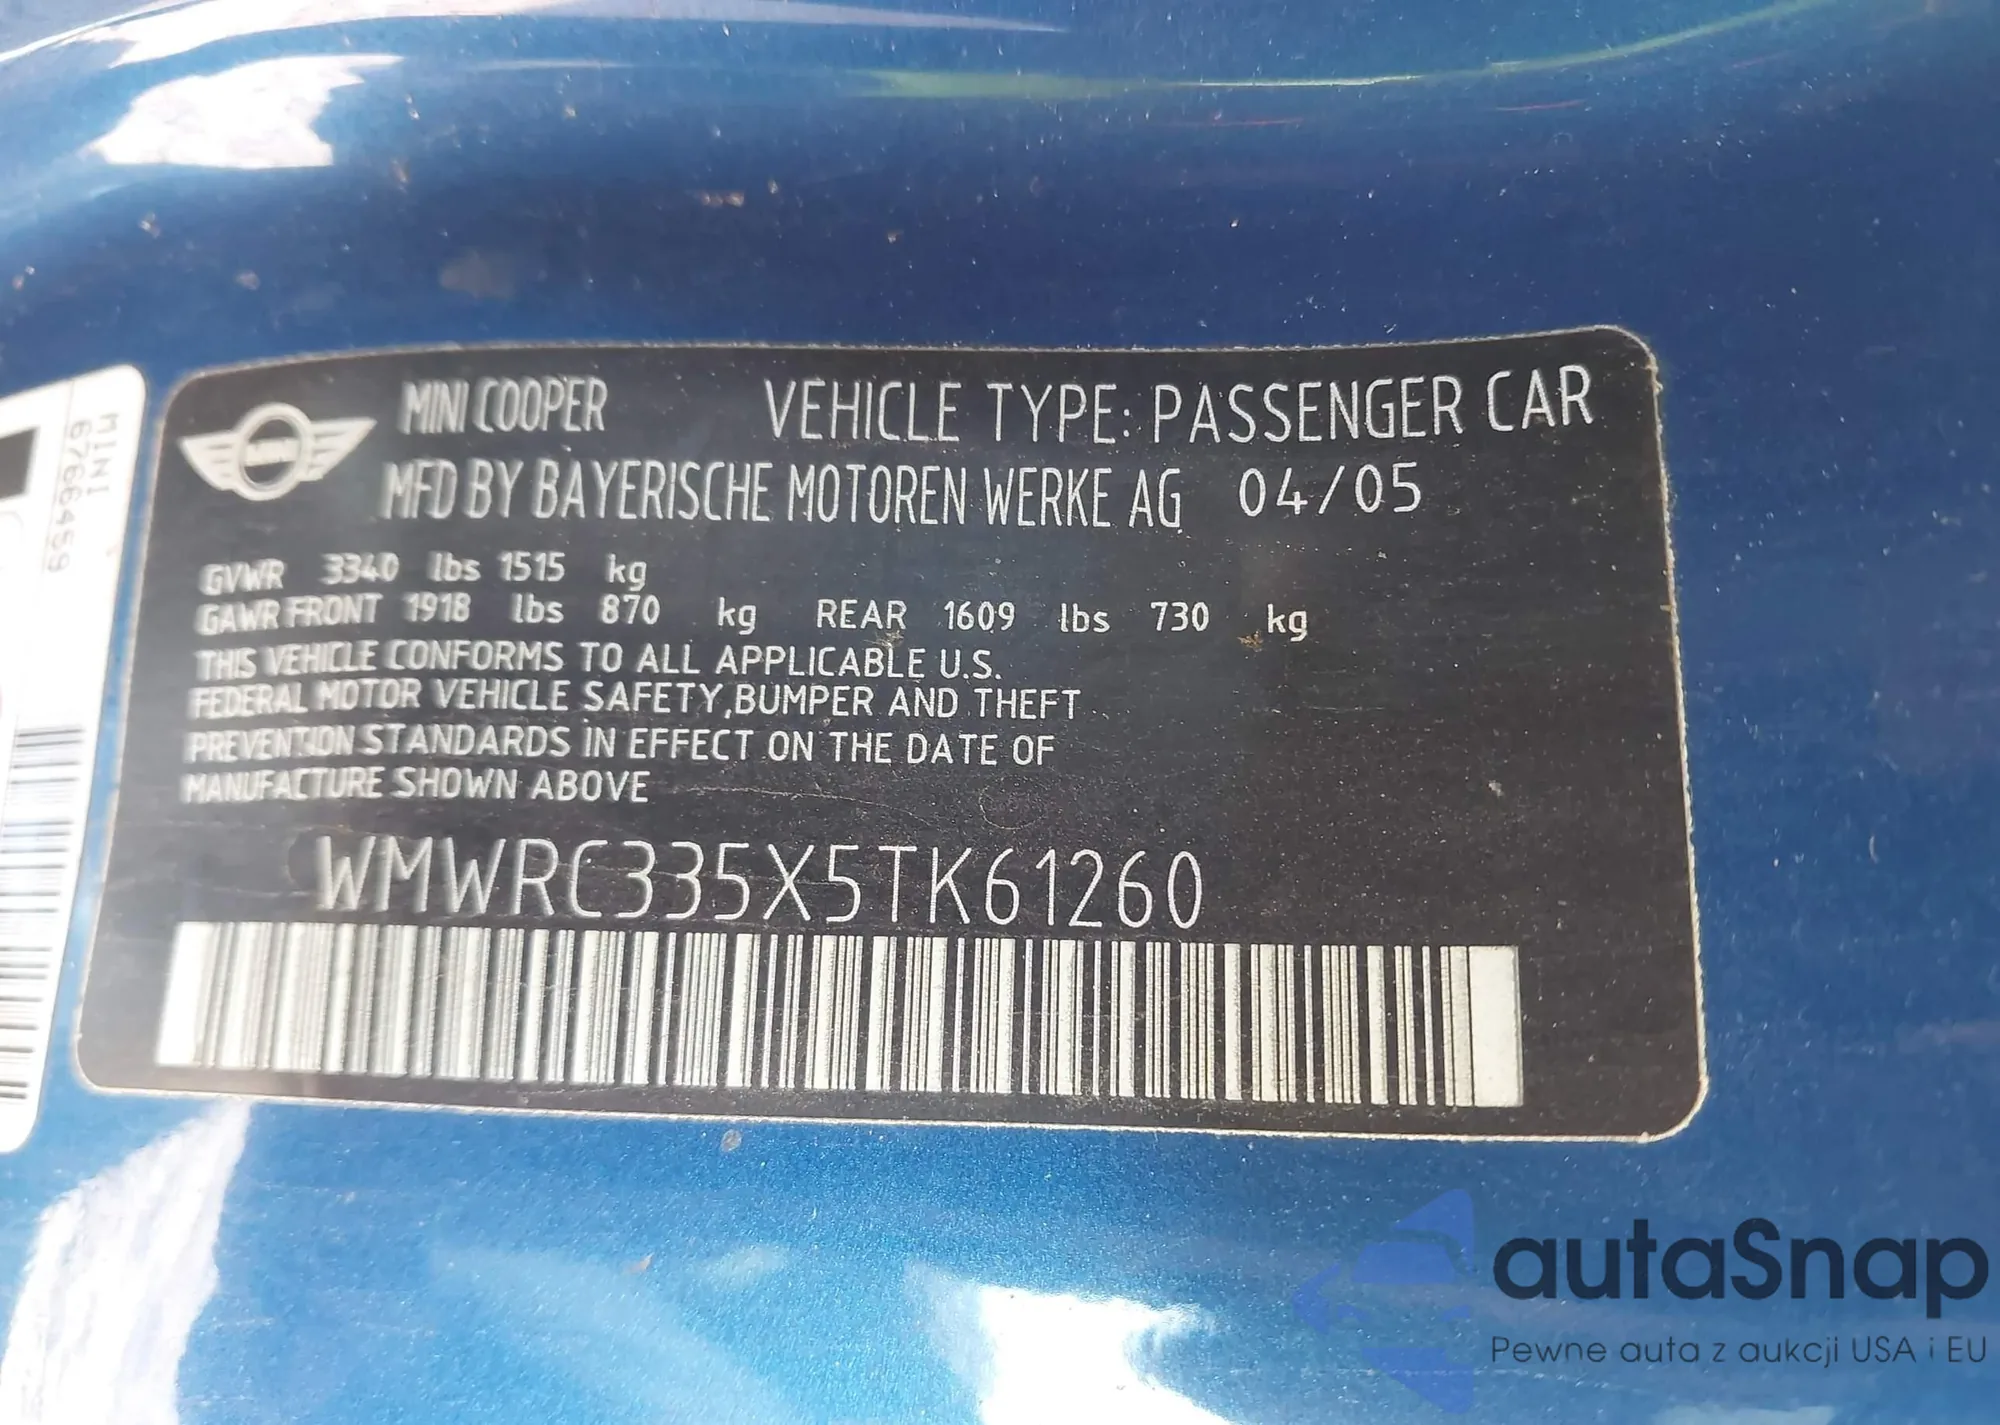 MINI
6766459
MINI
MINI COOPER VEHICLE TYPE: PASSENGER CAR
MFD BY BAYERISCHE MOTOREN WERKE AG 04/05
GVWR 3340 lbs 1515 kg
GAWR FRONT 1918 lbs 870 kg REAR 1609 lbs 730 kg
THIS VEHICLE CONFORMS TO ALL APPLICABLE U.S.
FEDERAL MOTOR VEHICLE SAFETY,BUMPER AND THEFT
PREVENTION STANDARDS IN EFFECT ON THE DATE OF
MANUFACTURE SHOWN ABOVE
WMWRC335X5TK61260
autaSnap
Pewne auta z aukcji USA i EU